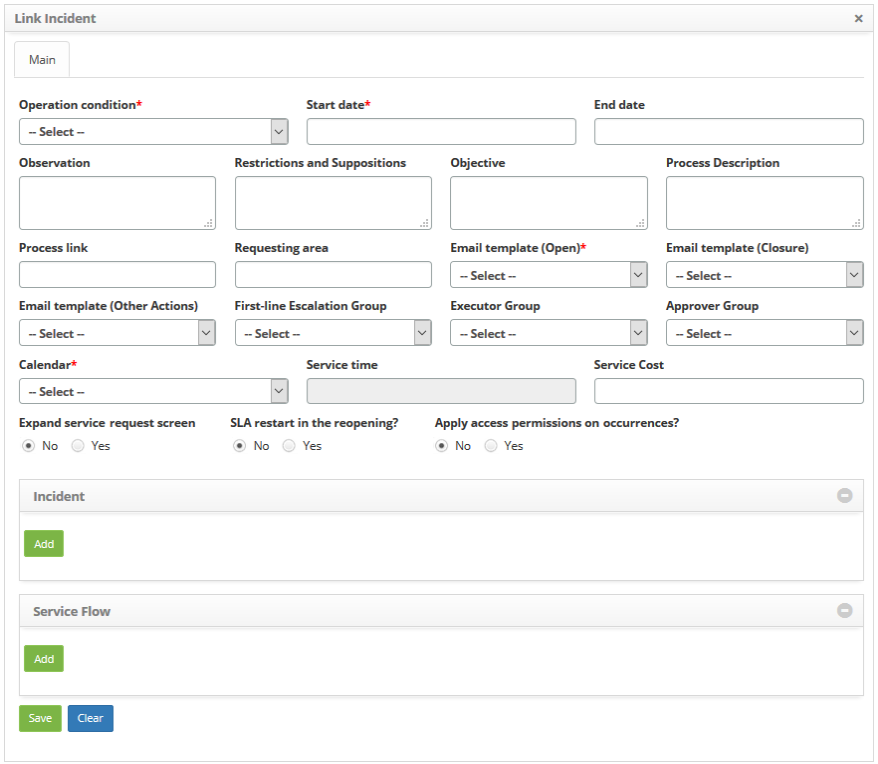 Link Incident ×
Main
Operation condition* Start date* End date
-- Select --
Observation Restrictions and Suppositions Objective Process Description
Process link Requesting area Email template (Open)* Email template (Closure)
-- Select -- -- Select --
Email template (Other Actions) First-line Escalation Group Executor Group Approver Group
-- Select -- -- Select -- -- Select -- -- Select --
Calendar* Service time Service Cost
-- Select --
Expand service request screen SLA restart in the reopening? Apply access permissions on occurrences?
No Yes No Yes No Yes
Incident
Add
Service Flow
Add
Save Clear